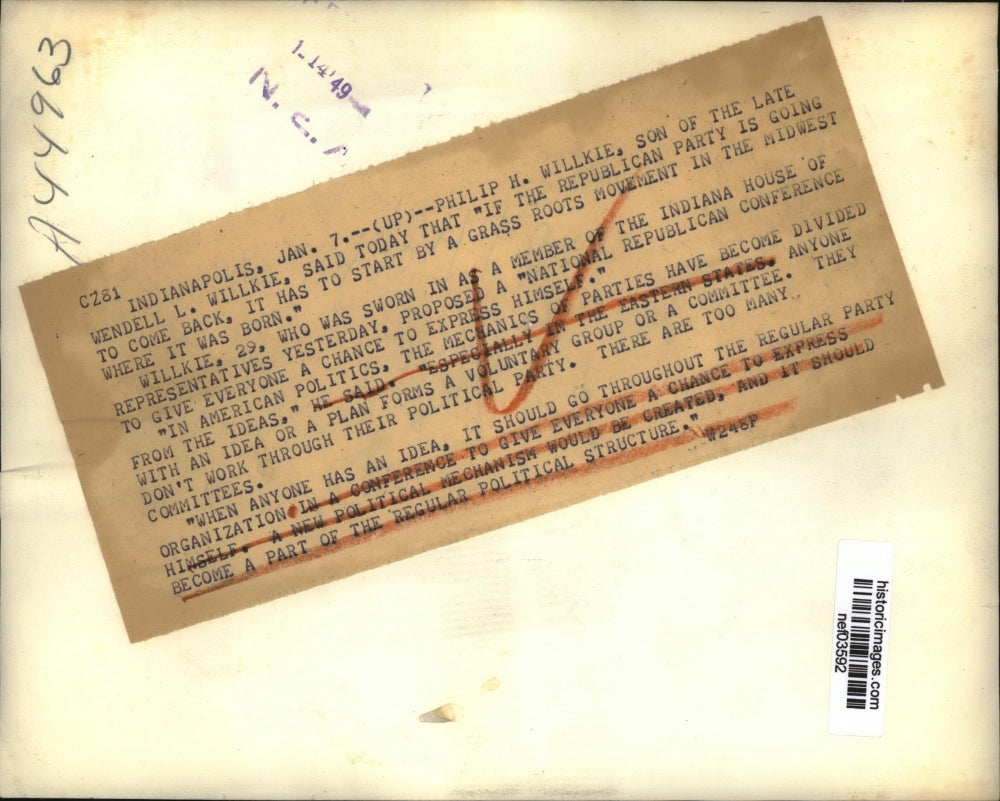 A44963
1-14'49
N. C.
C281
INDIANAPOLIS, JAN. 7.--(UP)--PHILIP H. WILLKIE, SON OF THE LATE
WENDELL L. WILLKIE, SAID TODAY THAT "IF THE REPUBLICAN PARTY IS GOING
TO COME BACK, IT HAS TO START BY A GRASS ROOTS MOVEMENT IN THE MIDWEST
WHERE IT WAS BORN."
WILLKIE, 29, WHO WAS SWORN IN AS A MEMBER OF THE INDIANA HOUSE OF
REPRESENTATIVES YESTERDAY, PROPOSED A "NATIONAL REPUBLICAN CONFERENCE
TO GIVE EVERYONE A CHANCE TO EXPRESS HIMSELF."
"IN AMERICAN POLITICS, THE MECHANICS OF PARTIES HAVE BECOME DIVIDED
FROM THE IDEAS," HE SAID. "ESPECIALLY IN THE EASTERN STATES. ANYONE
WITH AN IDEA OR A PLAN FORMS A VOLUNTARY GROUP OR A COMMITTEE. THEY
DON'T WORK THROUGH THEIR POLITICAL PARTY. THERE ARE TOO MANY
COMMITTEES.
"WHEN ANYONE HAS AN IDEA, IT SHOULD GO THROUGHOUT THE REGULAR PARTY
ORGANIZATION IN A CONFERENCE TO GIVE EVERYONE A CHANCE TO EXPRESS
HIMSELF. A NEW POLITICAL MECHANISM WOULD BE CREATED, AND IT SHOULD
BECOME A PART OF THE REGULAR POLITICAL STRUCTURE."
W248P
historicimages.com
nef03592